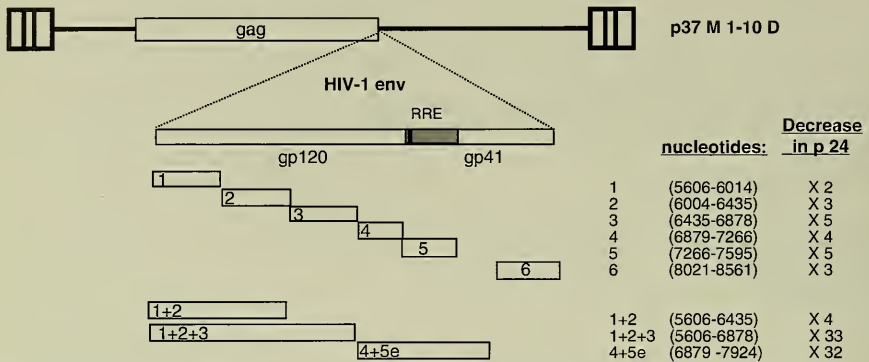 gag
p37 M 1-10 D
HIV-1 env
RRE
gp120
gp41
nucleotides:
Decrease
in p 24
1
2
3
4
5
6
1+2
1+2+3
4+5e
1 (5606-6014) X 2
2 (6004-6435) X 3
3 (6435-6878) X 5
4 (6879-7266) X 4
5 (7266-7595) X 5
6 (8021-8561) X 3
1+2 (5606-6435) X 4
1+2+3 (5606-6878) X 33
4+5e (6879 -7924) X 32